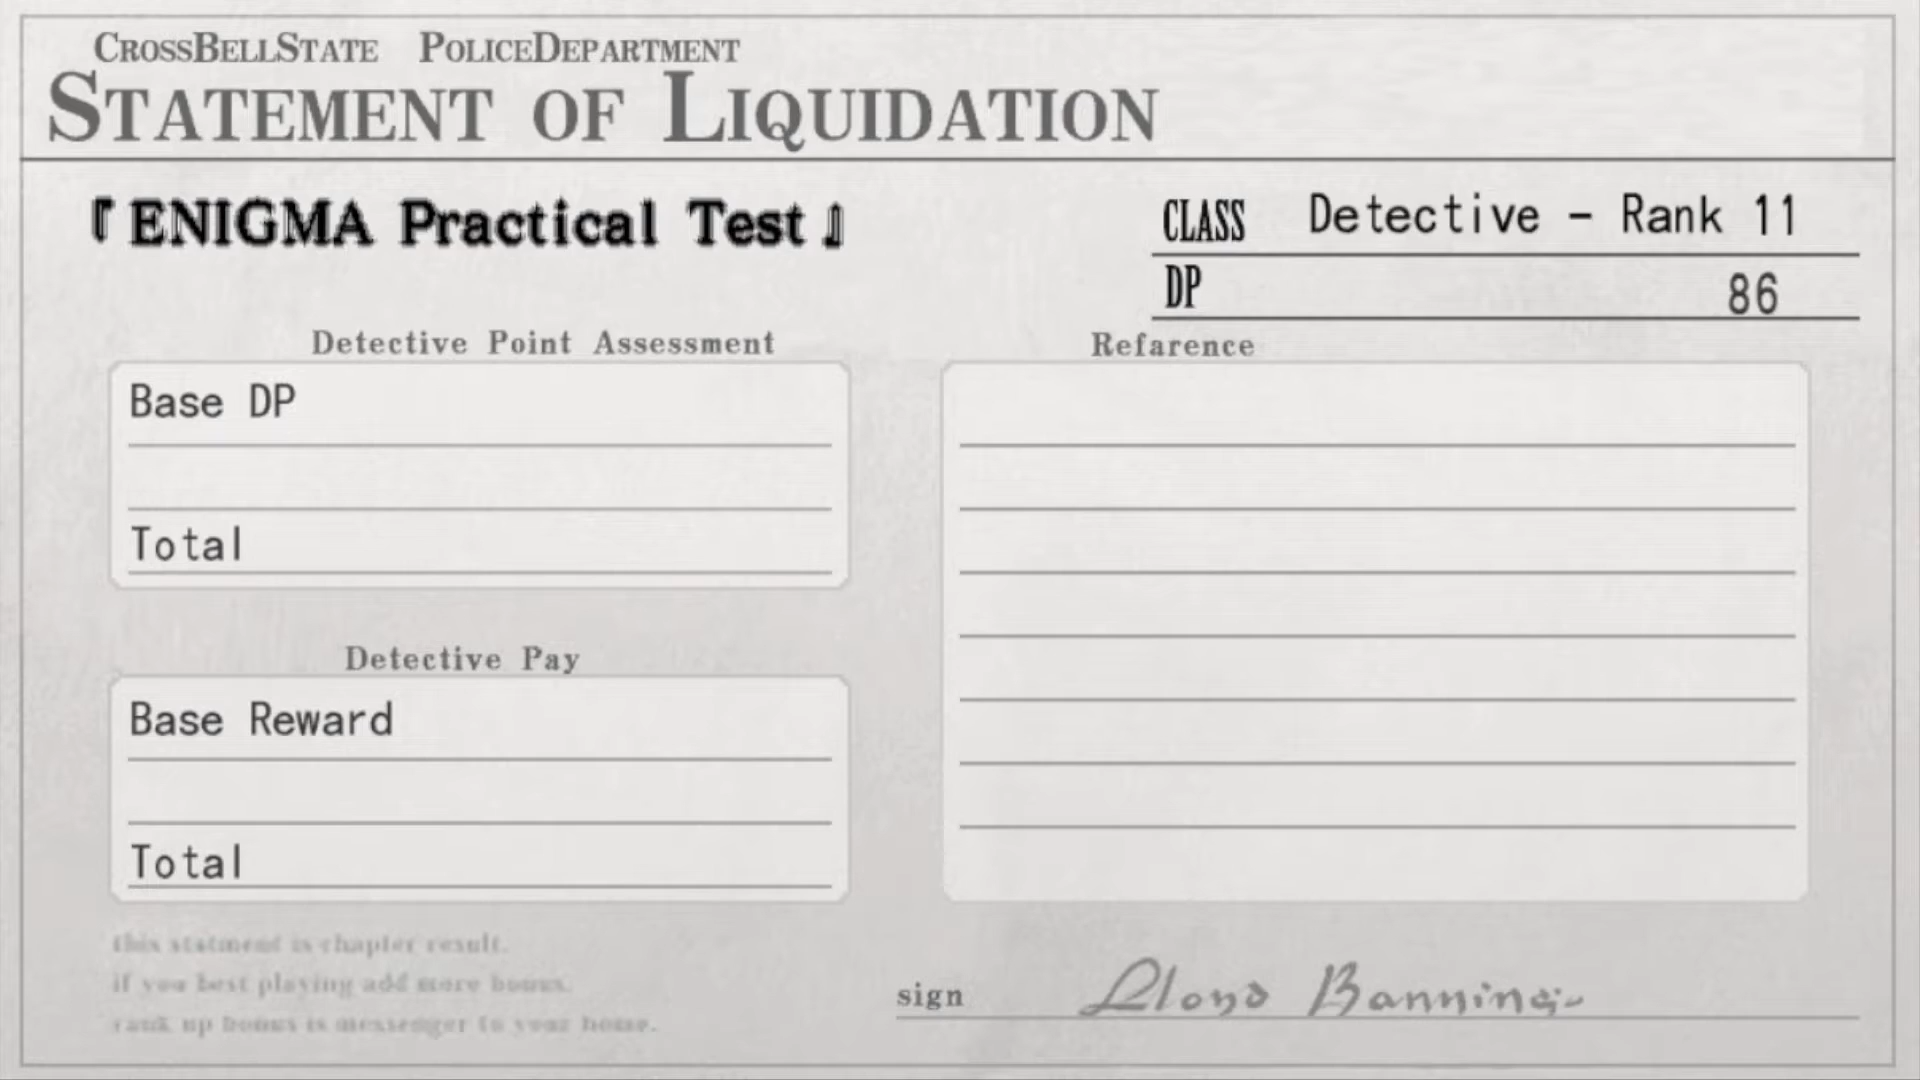 CROSSBELLSTATE POLICEDEPARTMENT
STATEMENT OF LIQUIDATION
『ENIGMA Practical Test』
CLASS Detective - Rank 11
DP 86
Detective Point Assessment
Refarence
Base DP
Total
Detective Pay
Base Reward
Total
this statment is chapter result.
if you best playing add more bonus.
rank up bonus is messenger to your home.
sign Lloyd Banning